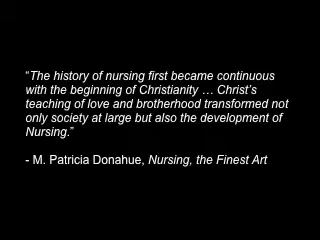 “The history of nursing first became continuous
with the beginning of Christianity … Christ’s
teaching of love and brotherhood transformed not
only society at large but also the development of
Nursing.”
- M. Patricia Donahue, Nursing, the Finest Art